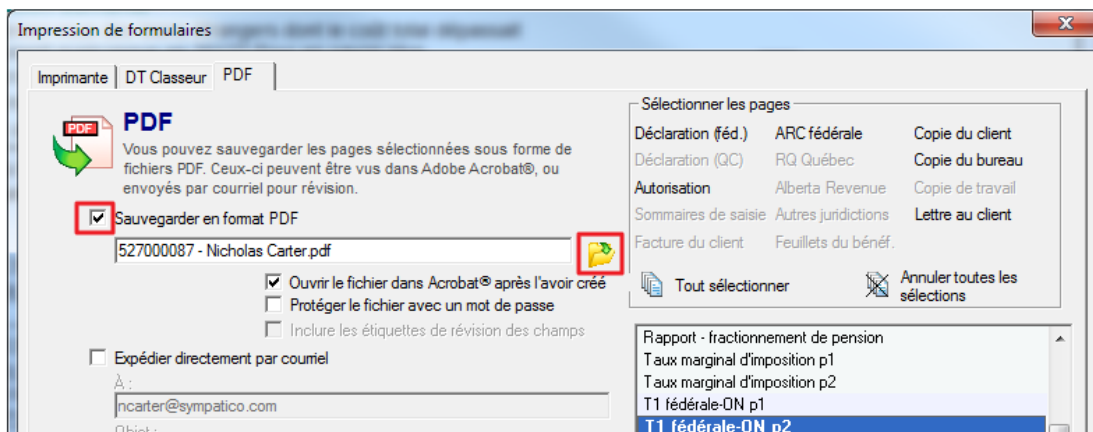 Impression de formulaires
Imprimante DT Classeur PDF
PDF
PDF
Vous pouvez sauvegarder les pages sélectionnées sous forme de
fichiers PDF. Ceux-ci peuvent être vus dans Adobe Acrobat®, ou
envoyés par courriel pour révision.
Sauvegarder en format PDF
527000087 - Nicholas Carter.pdf
Ouvrir le fichier dans Acrobat® après l'avoir créé
Protéger le fichier avec un mot de passe
Inclure les étiquettes de révision des champs
Expédier directement par courriel
À :
ncarter@sympatico.com
Objet :
Sélectionner les pages
Déclaration (féd.) ARC fédérale Copie du client
Déclaration (QC) RQ Québec Copie du bureau
Autorisation Alberta Revenue Copie de travail
Sommaires de saisie Autres juridictions Lettre au client
Facture du client Feuillets du bénéf.
Tout sélectionner Annuler toutes les
sélections
Rapport - fractionnement de pension
Taux marginal d'imposition p1
Taux marginal d'imposition p2
T1 fédérale-ON p1
T1 fédérale-ON p2